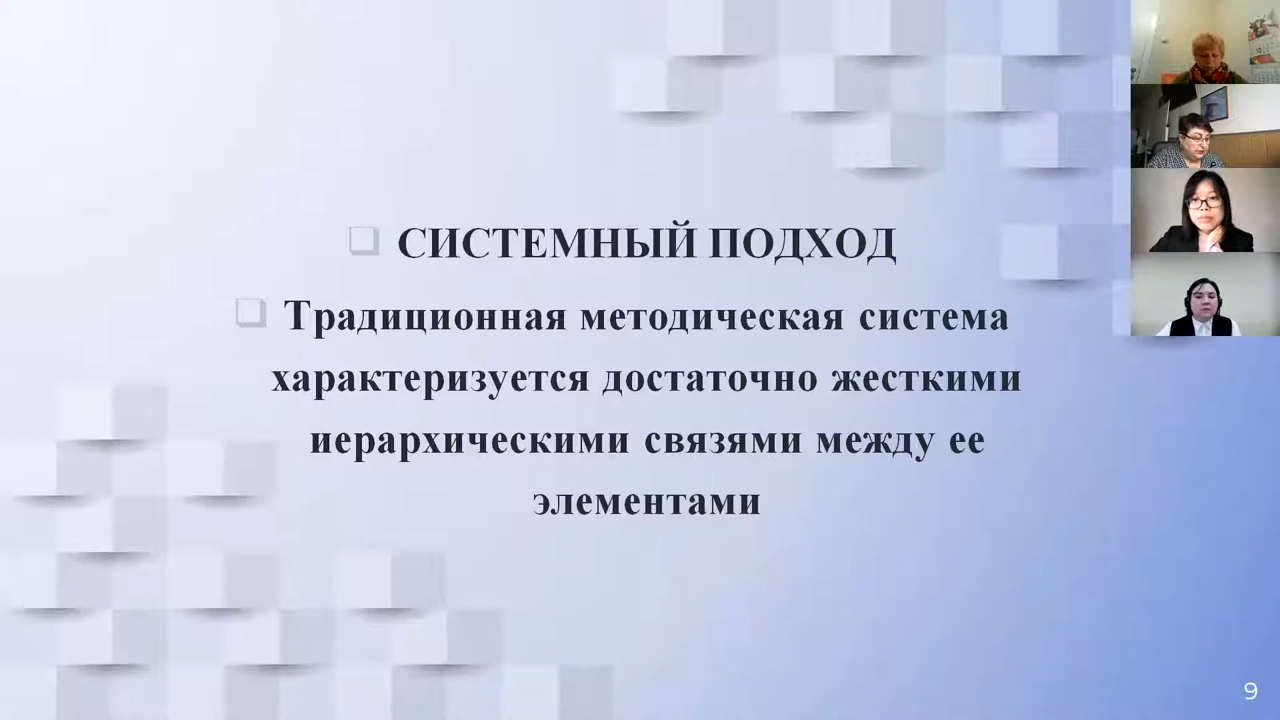 СИСТЕМНЫЙ ПОДХОД
Традиционная методическая система
характеризуется достаточно жесткими
иерархическими связями между ее
элементами
9